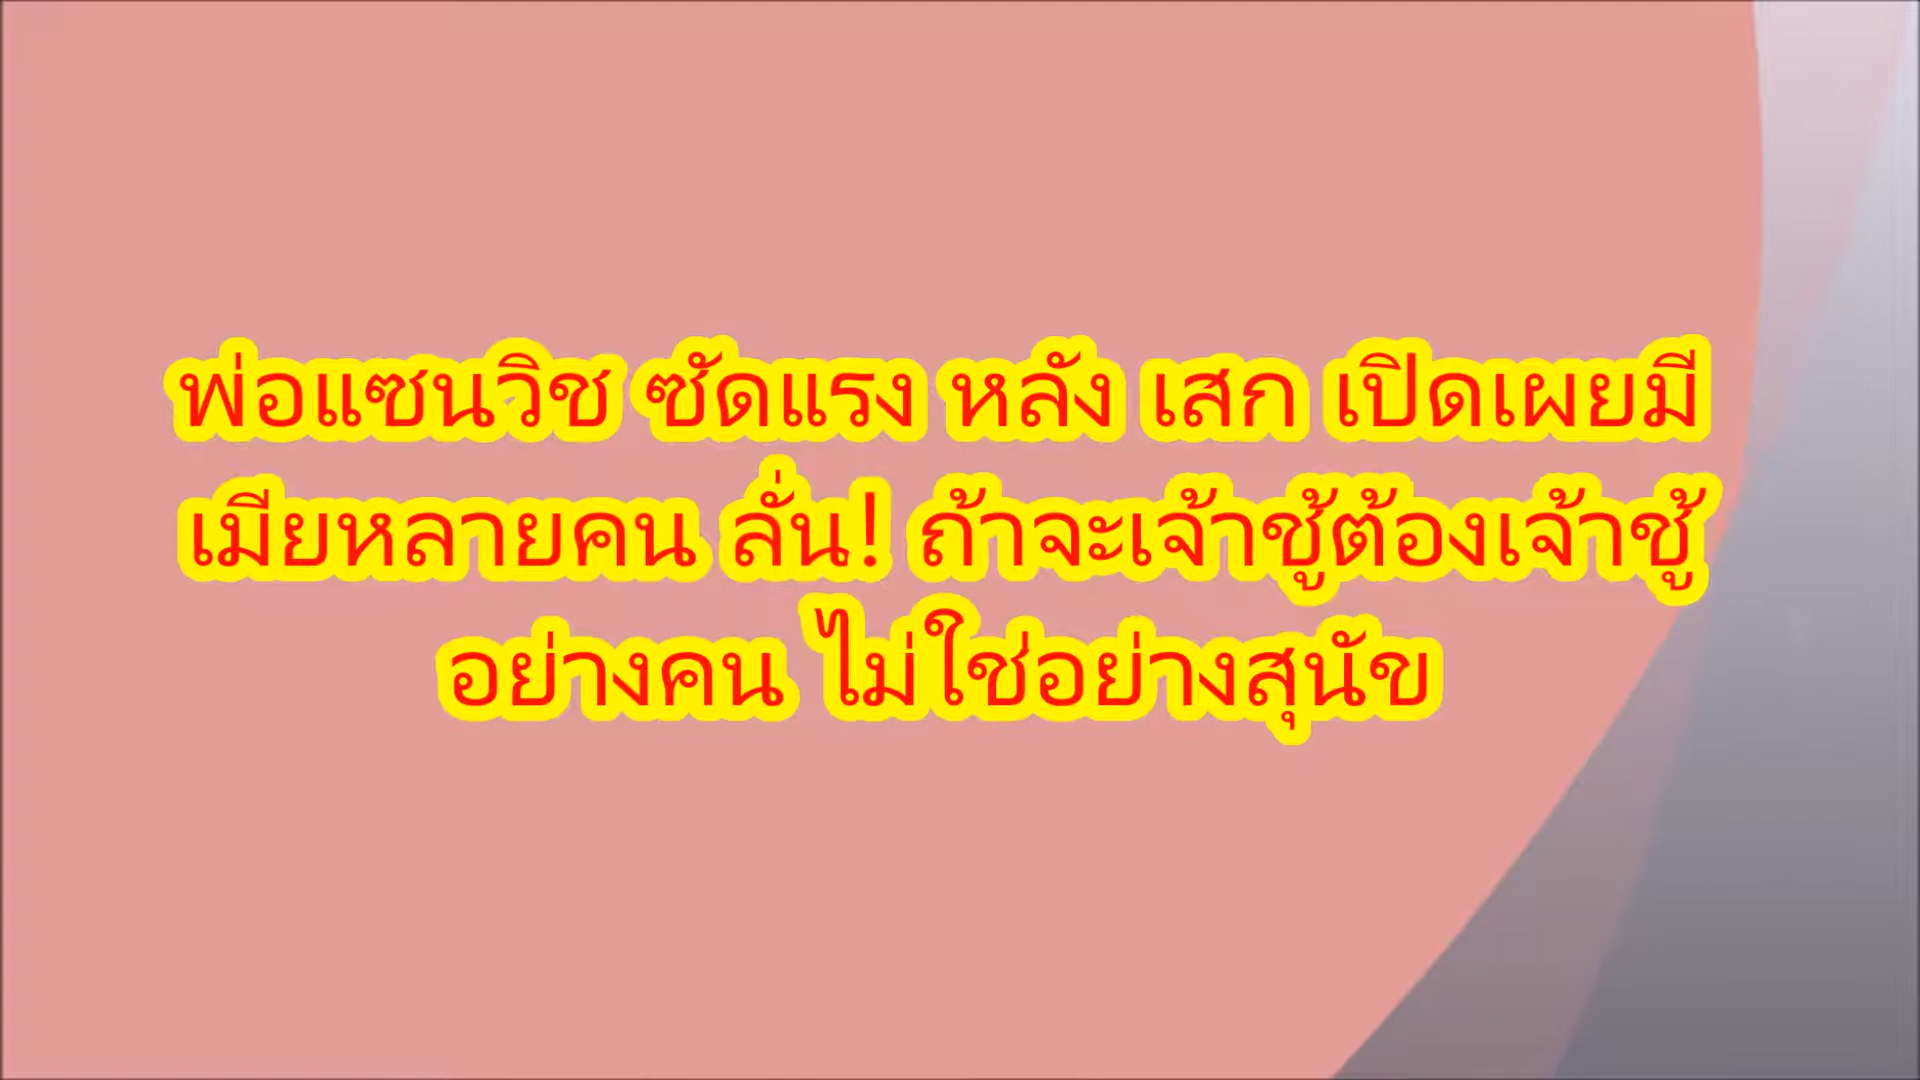 พ่อแซนวิช ซัดแรง หลัง เสก เปิดเผยมี
เมียหลายคน ลั่น! ถ้าจะเจ้าชู้ต้องเจ้าชู้
อย่างคน ไม่ใช่อย่างสุนัข